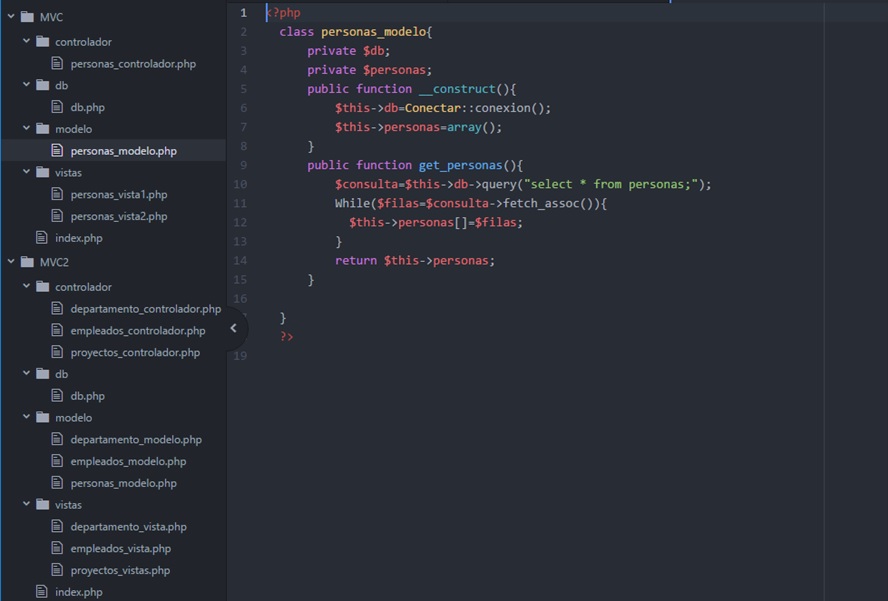 MVC
controlador
personas_controlador.php
db
db.php
modelo
personas_modelo.php
vistas
personas_vista1.php
personas_vista2.php
index.php
MVC2
controlador
departamento_controlador.php
empleados_controlador.php
proyectos_controlador.php
db
db.php
modelo
departamento_modelo.php
empleados_modelo.php
personas_modelo.php
vistas
departamento_vista.php
empleados_vista.php
proyectos_vistas.php
index.php
1 <?php
2 class personas_modelo{
3 private $db;
4 private $personas;
5 public function __construct(){
6 $this->db=Conectar::conexion();
7 $this->personas=array();
8 }
9 public function get_personas(){
10 $consulta=$this->db->query("select * from personas;");
11 While($filas=$consulta->fetch_assoc()){
12 $this->personas[]=$filas;
13 }
14 return $this->personas;
15 }
16
}
?>
19